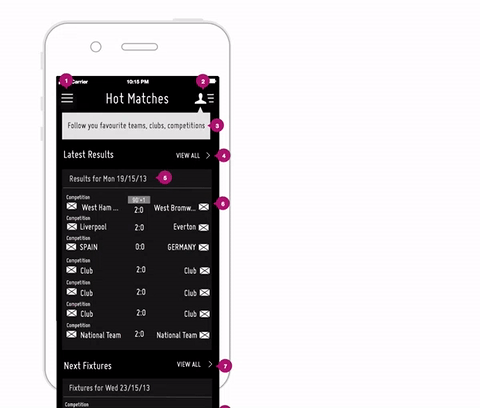 1
2
Carrier 10:15 PM
Hot Matches
Follow you favourite teams, clubs, competitions 3
Latest Results VIEW ALL 4
Results for Mon 19/15/13 5
Competition 90'+1
West Ham ... 2:0 West Bromw... 6
Competition
Liverpool 2:0 Everton
Competition
SPAIN 0:0 GERMANY
Competition
Club 2:0 Club
Competition
Club 2:0 Club
Competition
Club 2:0 Club
Competition
National Team 2:0 National Team
Next Fixtures VIEW ALL 7
Fixtures for Wed 23/15/13
Competition